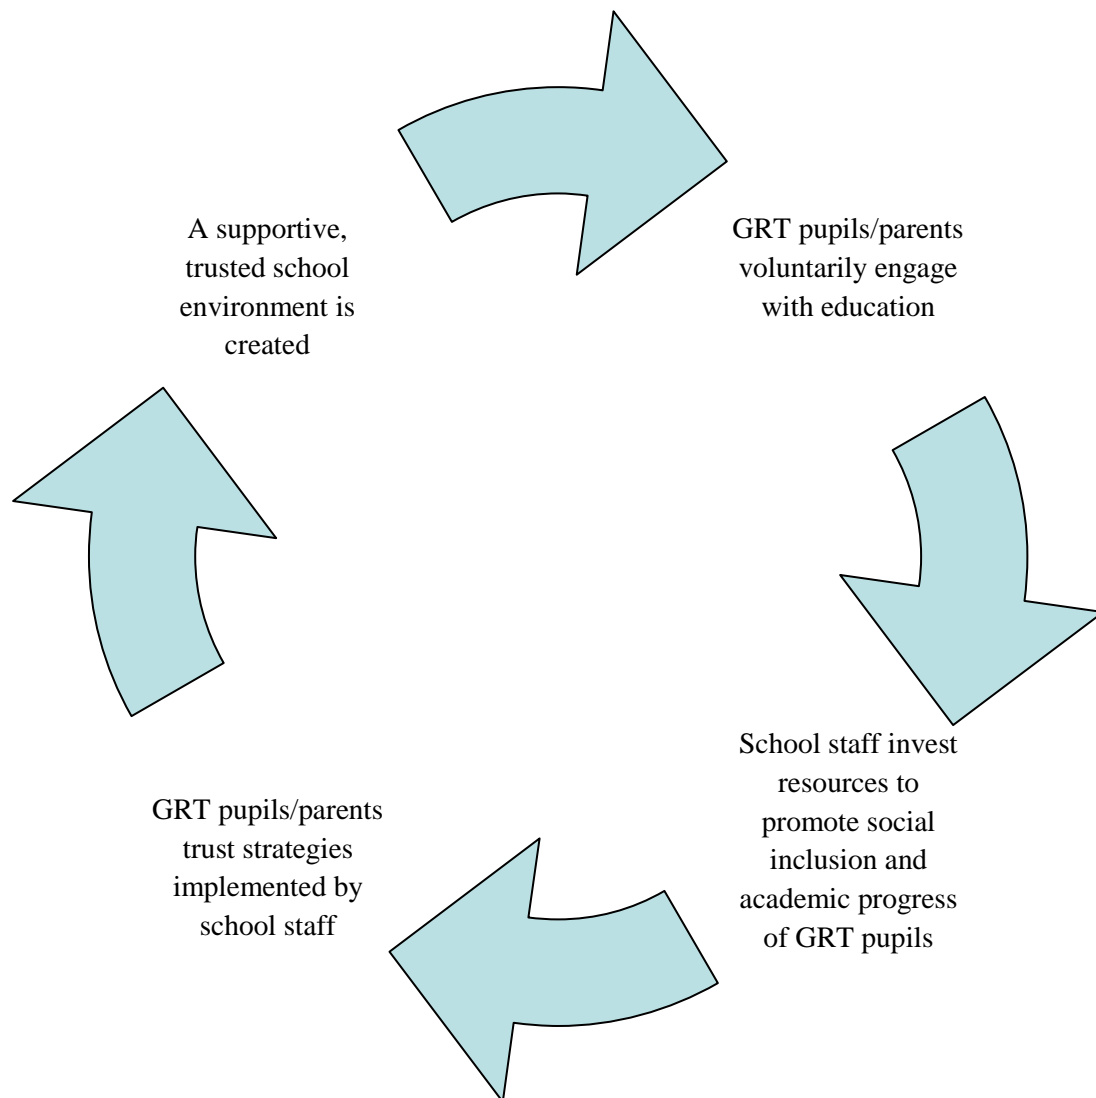 A supportive,
trusted school
environment is
created
GRT pupils/parents
voluntarily engage
with education
School staff invest
resources to
promote social
inclusion and
academic progress
of GRT pupils
GRT pupils/parents
trust strategies
implemented by
school staff